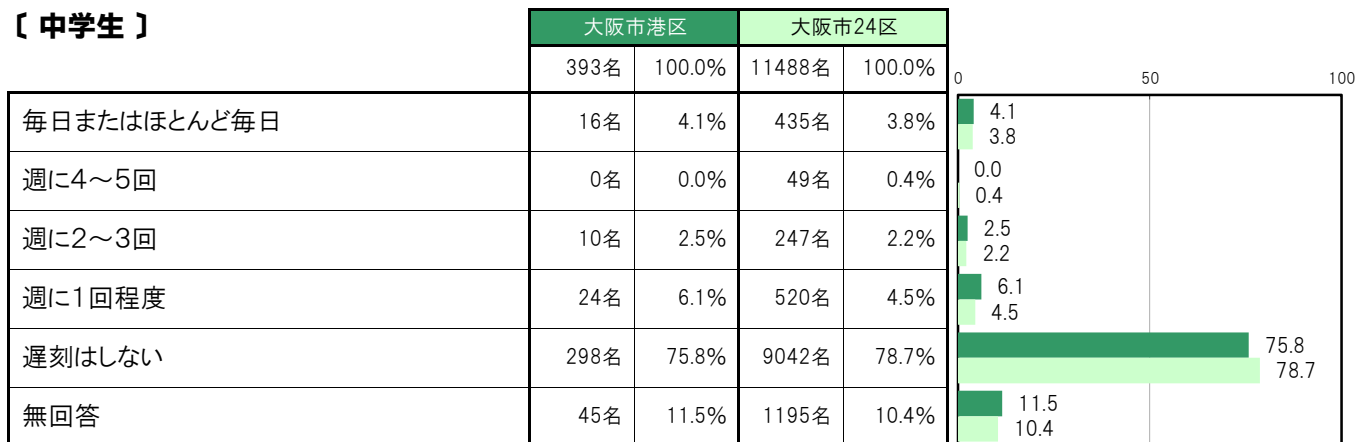 〔 中学生 〕
大阪市港区 大阪市24区
393名 100.0% 11488名 100.0%
0 50 100
毎日またはほとんど毎日 16名 4.1% 435名 3.8% 4.1
3.8
週に4～5回 0名 0.0% 49名 0.4% 0.0
0.4
週に2～3回 10名 2.5% 247名 2.2% 2.5
2.2
週に1回程度 24名 6.1% 520名 4.5% 6.1
4.5
遅刻はしない 298名 75.8% 9042名 78.7% 75.8
78.7
無回答 45名 11.5% 1195名 10.4% 11.5
10.4